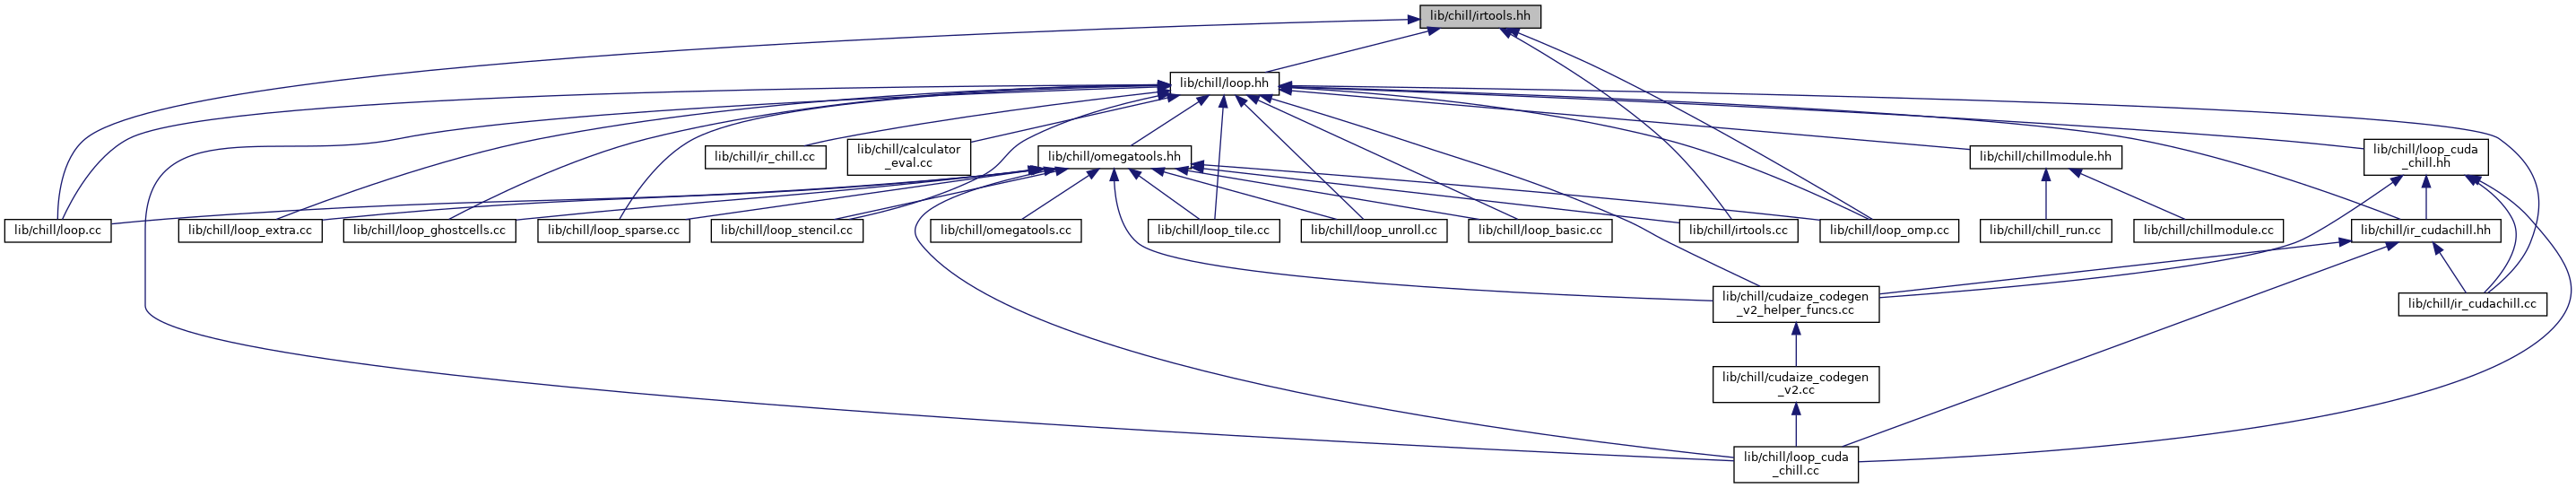 lib/chill/irtools.hh
lib/chill/loop.hh
lib/chill/ir_chill.cc
lib/chill/calculator
_eval.cc
lib/chill/omegatools.hh
lib/chill/chillmodule.hh
lib/chill/loop_cuda
_chill.hh
lib/chill/loop.cc
lib/chill/loop_extra.cc
lib/chill/loop_ghostcells.cc
lib/chill/loop_sparse.cc
lib/chill/loop_stencil.cc
lib/chill/omegatools.cc
lib/chill/loop_tile.cc
lib/chill/loop_unroll.cc
lib/chill/loop_basic.cc
lib/chill/irtools.cc
lib/chill/loop_omp.cc
lib/chill/chill_run.cc
lib/chill/chillmodule.cc
lib/chill/ir_cudachill.hh
lib/chill/cudaize_codegen
_v2_helper_funcs.cc
lib/chill/ir_cudachill.cc
lib/chill/cudaize_codegen
_v2.cc
lib/chill/loop_cuda
_chill.cc